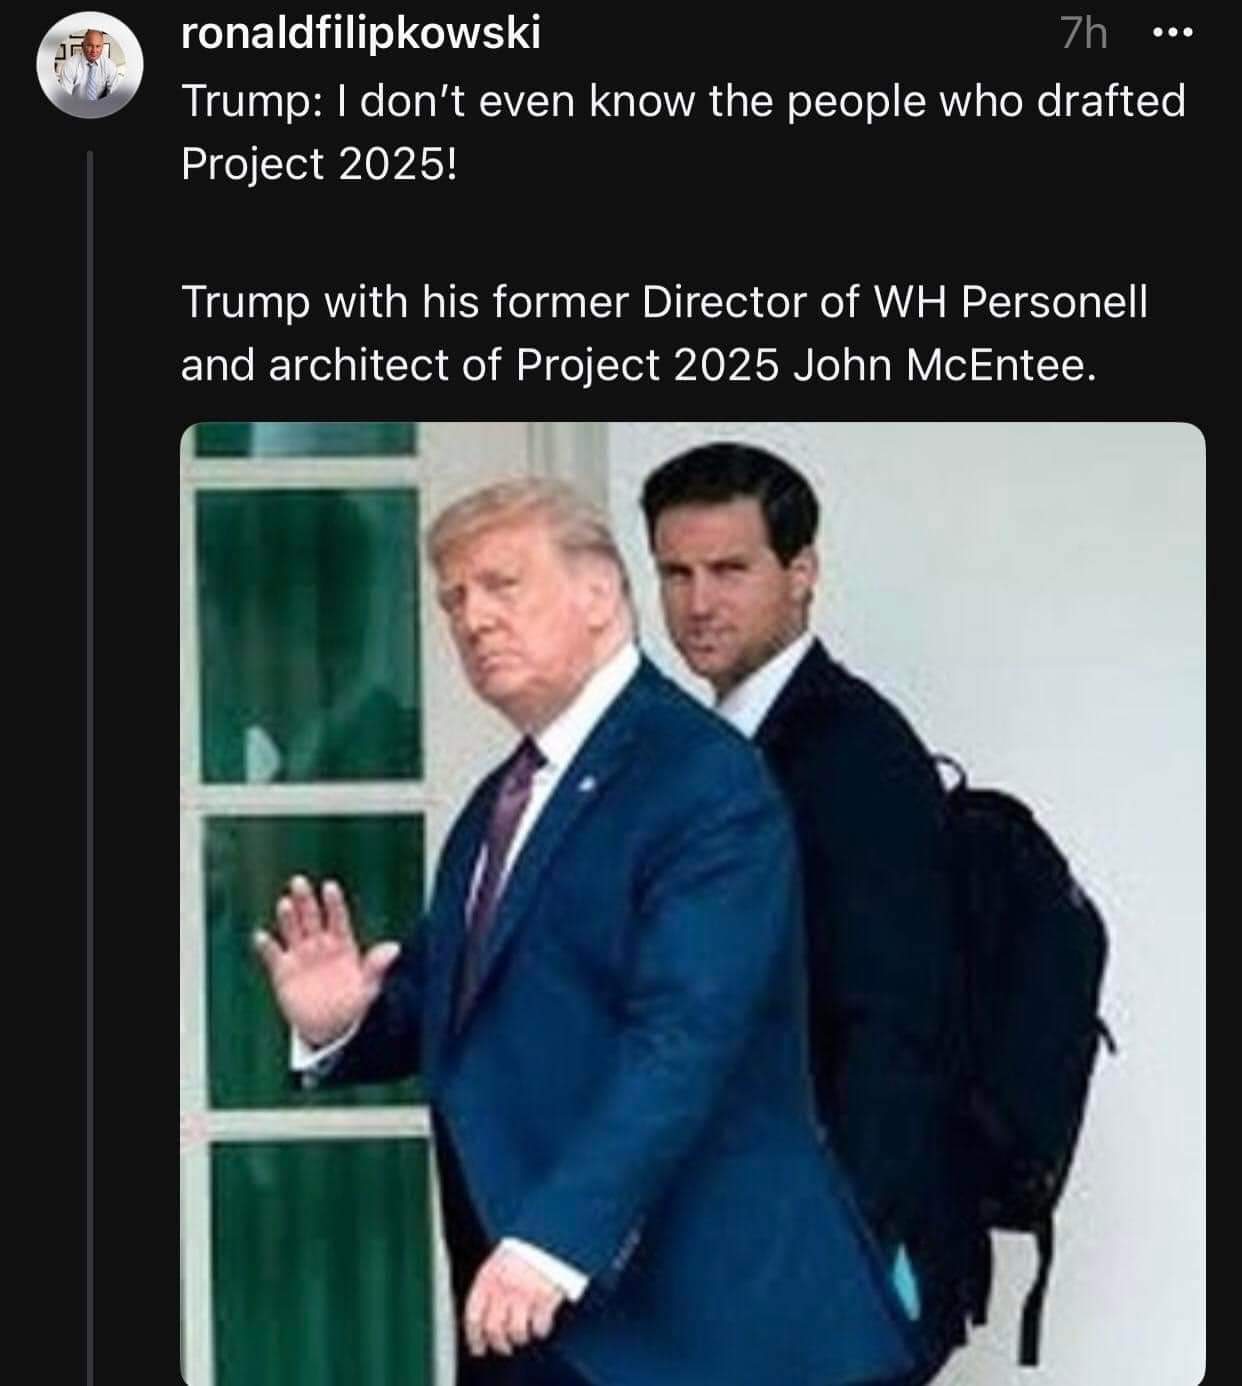 ronaldfilipkowski 7h
Trump: I don't even know the people who drafted
Project 2025!
Trump with his former Director of WH Personell
and architect of Project 2025 John McEntee.